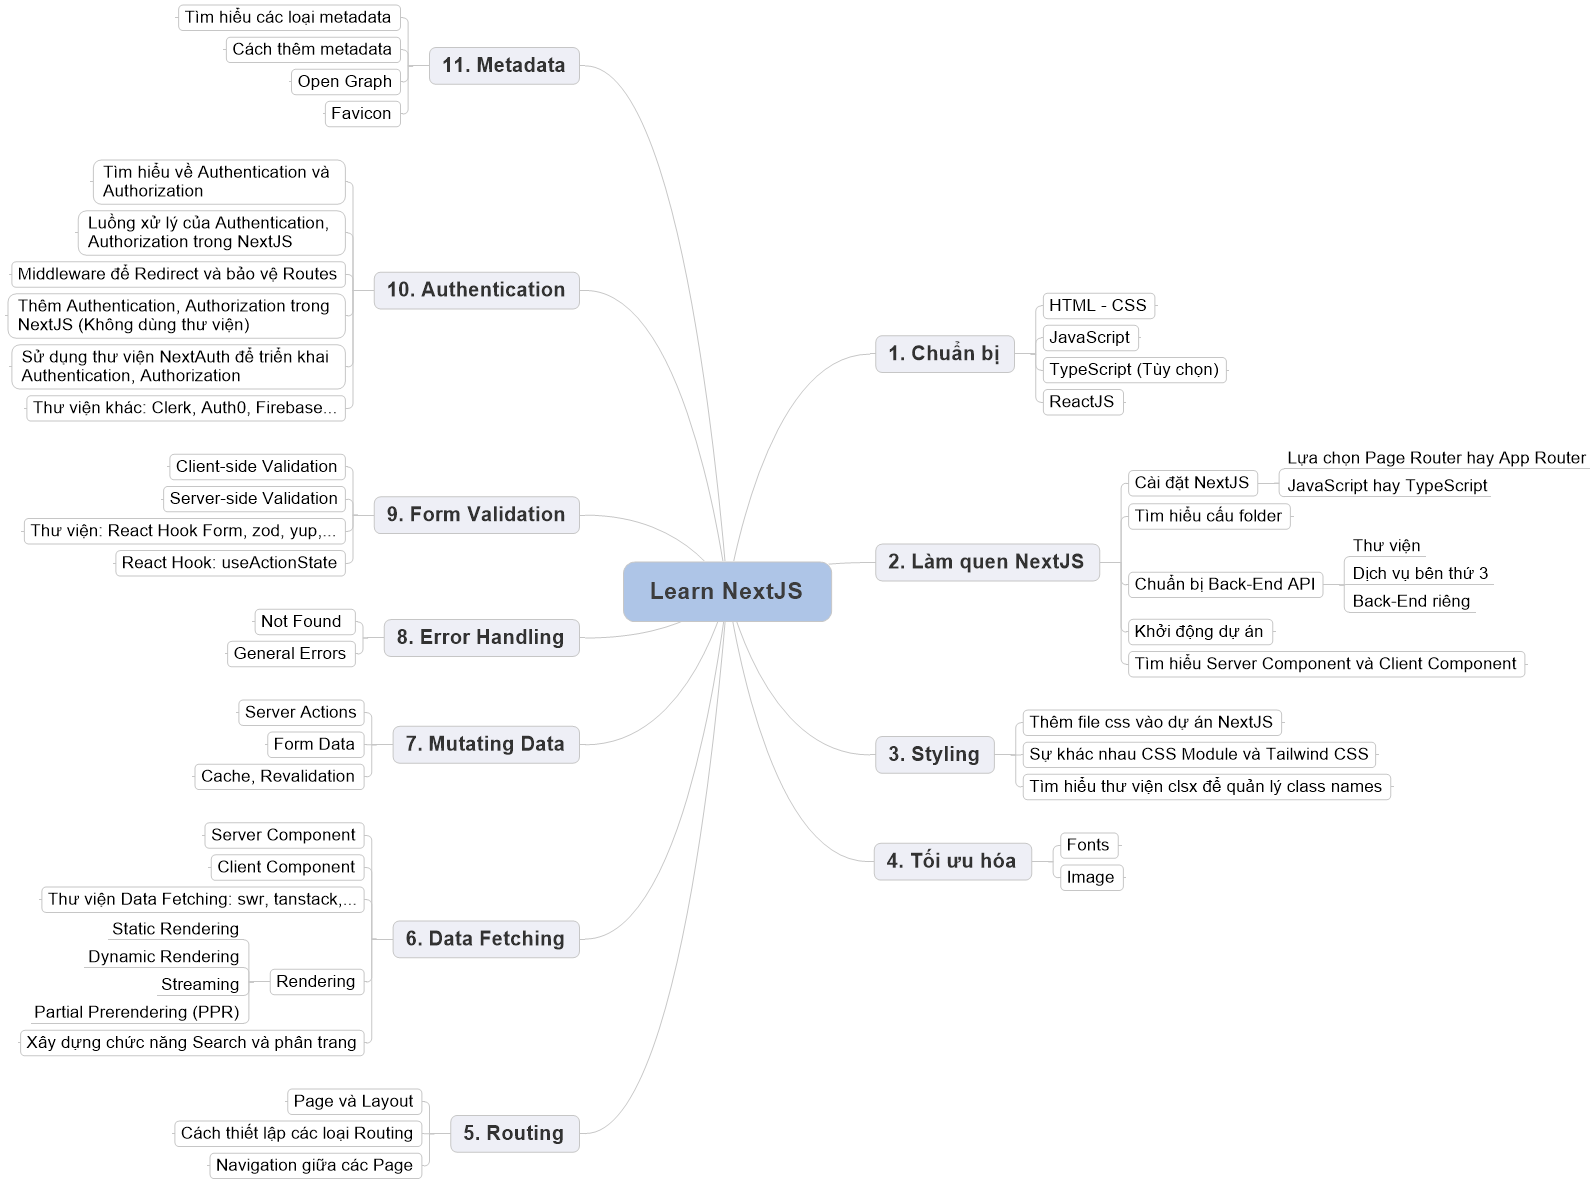 Learn NextJS
1. Chuẩn bị
HTML - CSS
JavaScript
TypeScript (Tùy chọn)
ReactJS
2. Làm quen NextJS
Cài đặt NextJS
Lựa chọn Page Router hay App Router
JavaScript hay TypeScript
Tìm hiểu cấu folder
Chuẩn bị Back-End API
Thư viện
Dịch vụ bên thứ 3
Back-End riêng
Khởi động dự án
Tìm hiểu Server Component và Client Component
3. Styling
Thêm file css vào dự án NextJS
Sự khác nhau CSS Module và Tailwind CSS
Tìm hiểu thư viện clsx để quản lý class names
4. Tối ưu hóa
Fonts
Image
5. Routing
Page và Layout
Cách thiết lập các loại Routing
Navigation giữa các Page
6. Data Fetching
Server Component
Client Component
Thư viện Data Fetching: swr, tanstack,...
Rendering
Static Rendering
Dynamic Rendering
Streaming
Partial Prerendering (PPR)
Xây dựng chức năng Search và phân trang
7. Mutating Data
Server Actions
Form Data
Cache, Revalidation
8. Error Handling
Not Found
General Errors
9. Form Validation
Client-side Validation
Server-side Validation
Thư viện: React Hook Form, zod, yup,...
React Hook: useActionState
10. Authentication
Tìm hiểu về Authentication và
Authorization
Luồng xử lý của Authentication,
Authorization trong NextJS
Middleware để Redirect và bảo vệ Routes
Thêm Authentication, Authorization trong
NextJS (Không dùng thư viện)
Sử dụng thư viện NextAuth để triển khai
Authentication, Authorization
Thư viện khác: Clerk, Auth0, Firebase...
11. Metadata
Tìm hiểu các loại metadata
Cách thêm metadata
Open Graph
Favicon